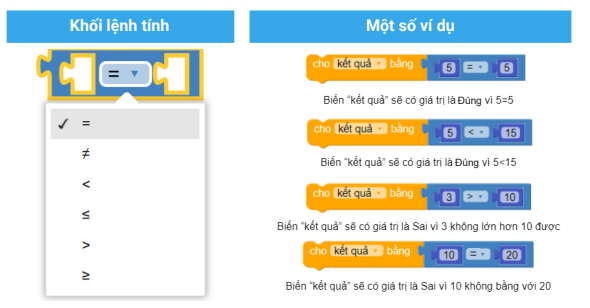 Khối lệnh tính
Một số ví dụ
= ▾
✓ =
≠
<
≤
>
≥
cho kết quả ▾ bằng 5 = ▾ 5
Biến “kết quả” sẽ có giá trị là Đúng vì 5=5
cho kết quả ▾ bằng 5 < ▾ 15
Biến “kết quả” sẽ có giá trị là Đúng vì 5<15
cho kết quả ▾ bằng 3 > ▾ 10
Biến “kết quả” sẽ có giá trị là Sai vì 3 không lớn hơn 10 được
cho kết quả ▾ bằng 10 = ▾ 20
Biến “kết quả” sẽ có giá trị là Sai vì 10 không bằng với 20